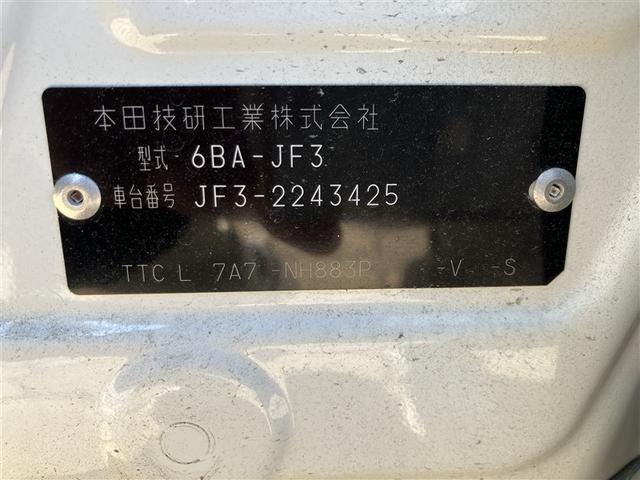 本田技研工業株式会社
型式 6BA-JF3
車台番号 JF3-2243425
TTC L 7A7 -NH883P -V -S